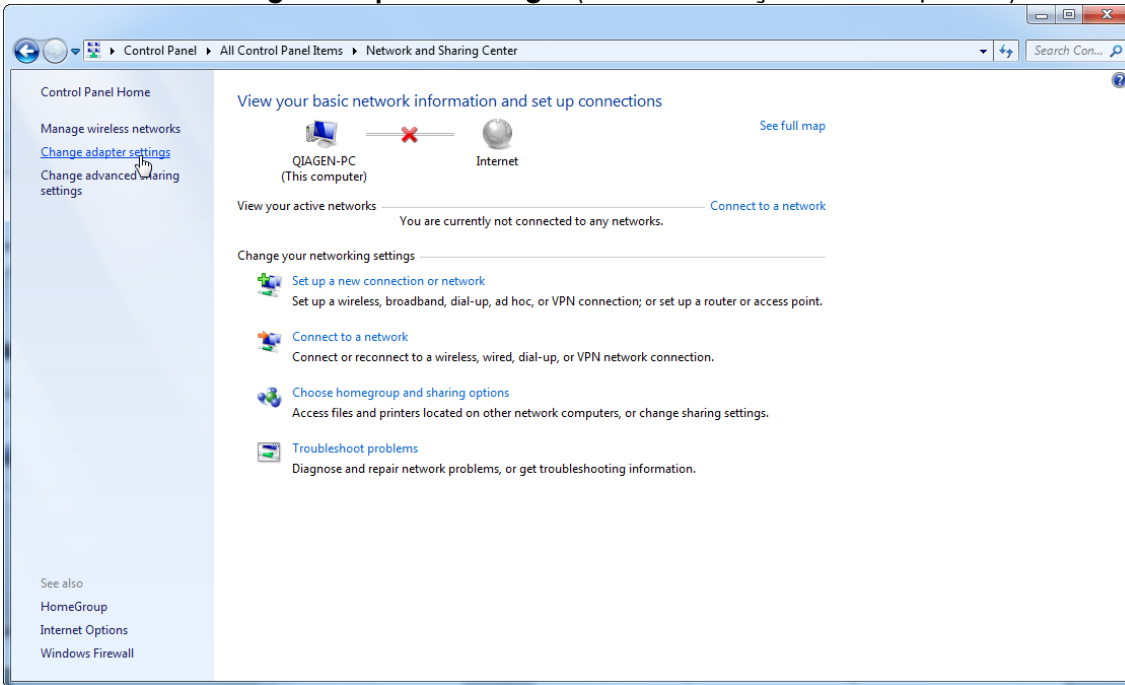 Control Panel ▸ All Control Panel Items ▸ Network and Sharing Center
Search Con...
Control Panel Home
Manage wireless networks
Change adapter settings
Change advanced sharing
settings
View your basic network information and set up connections
See full map
QIAGEN-PC
(This computer)
Internet
View your active networks
Connect to a network
You are currently not connected to any networks.
Change your networking settings
Set up a new connection or network
Set up a wireless, broadband, dial-up, ad hoc, or VPN connection; or set up a router or access point.
Connect to a network
Connect or reconnect to a wireless, wired, dial-up, or VPN network connection.
Choose homegroup and sharing options
Access files and printers located on other network computers, or change sharing settings.
Troubleshoot problems
Diagnose and repair network problems, or get troubleshooting information.
See also
HomeGroup
Internet Options
Windows Firewall